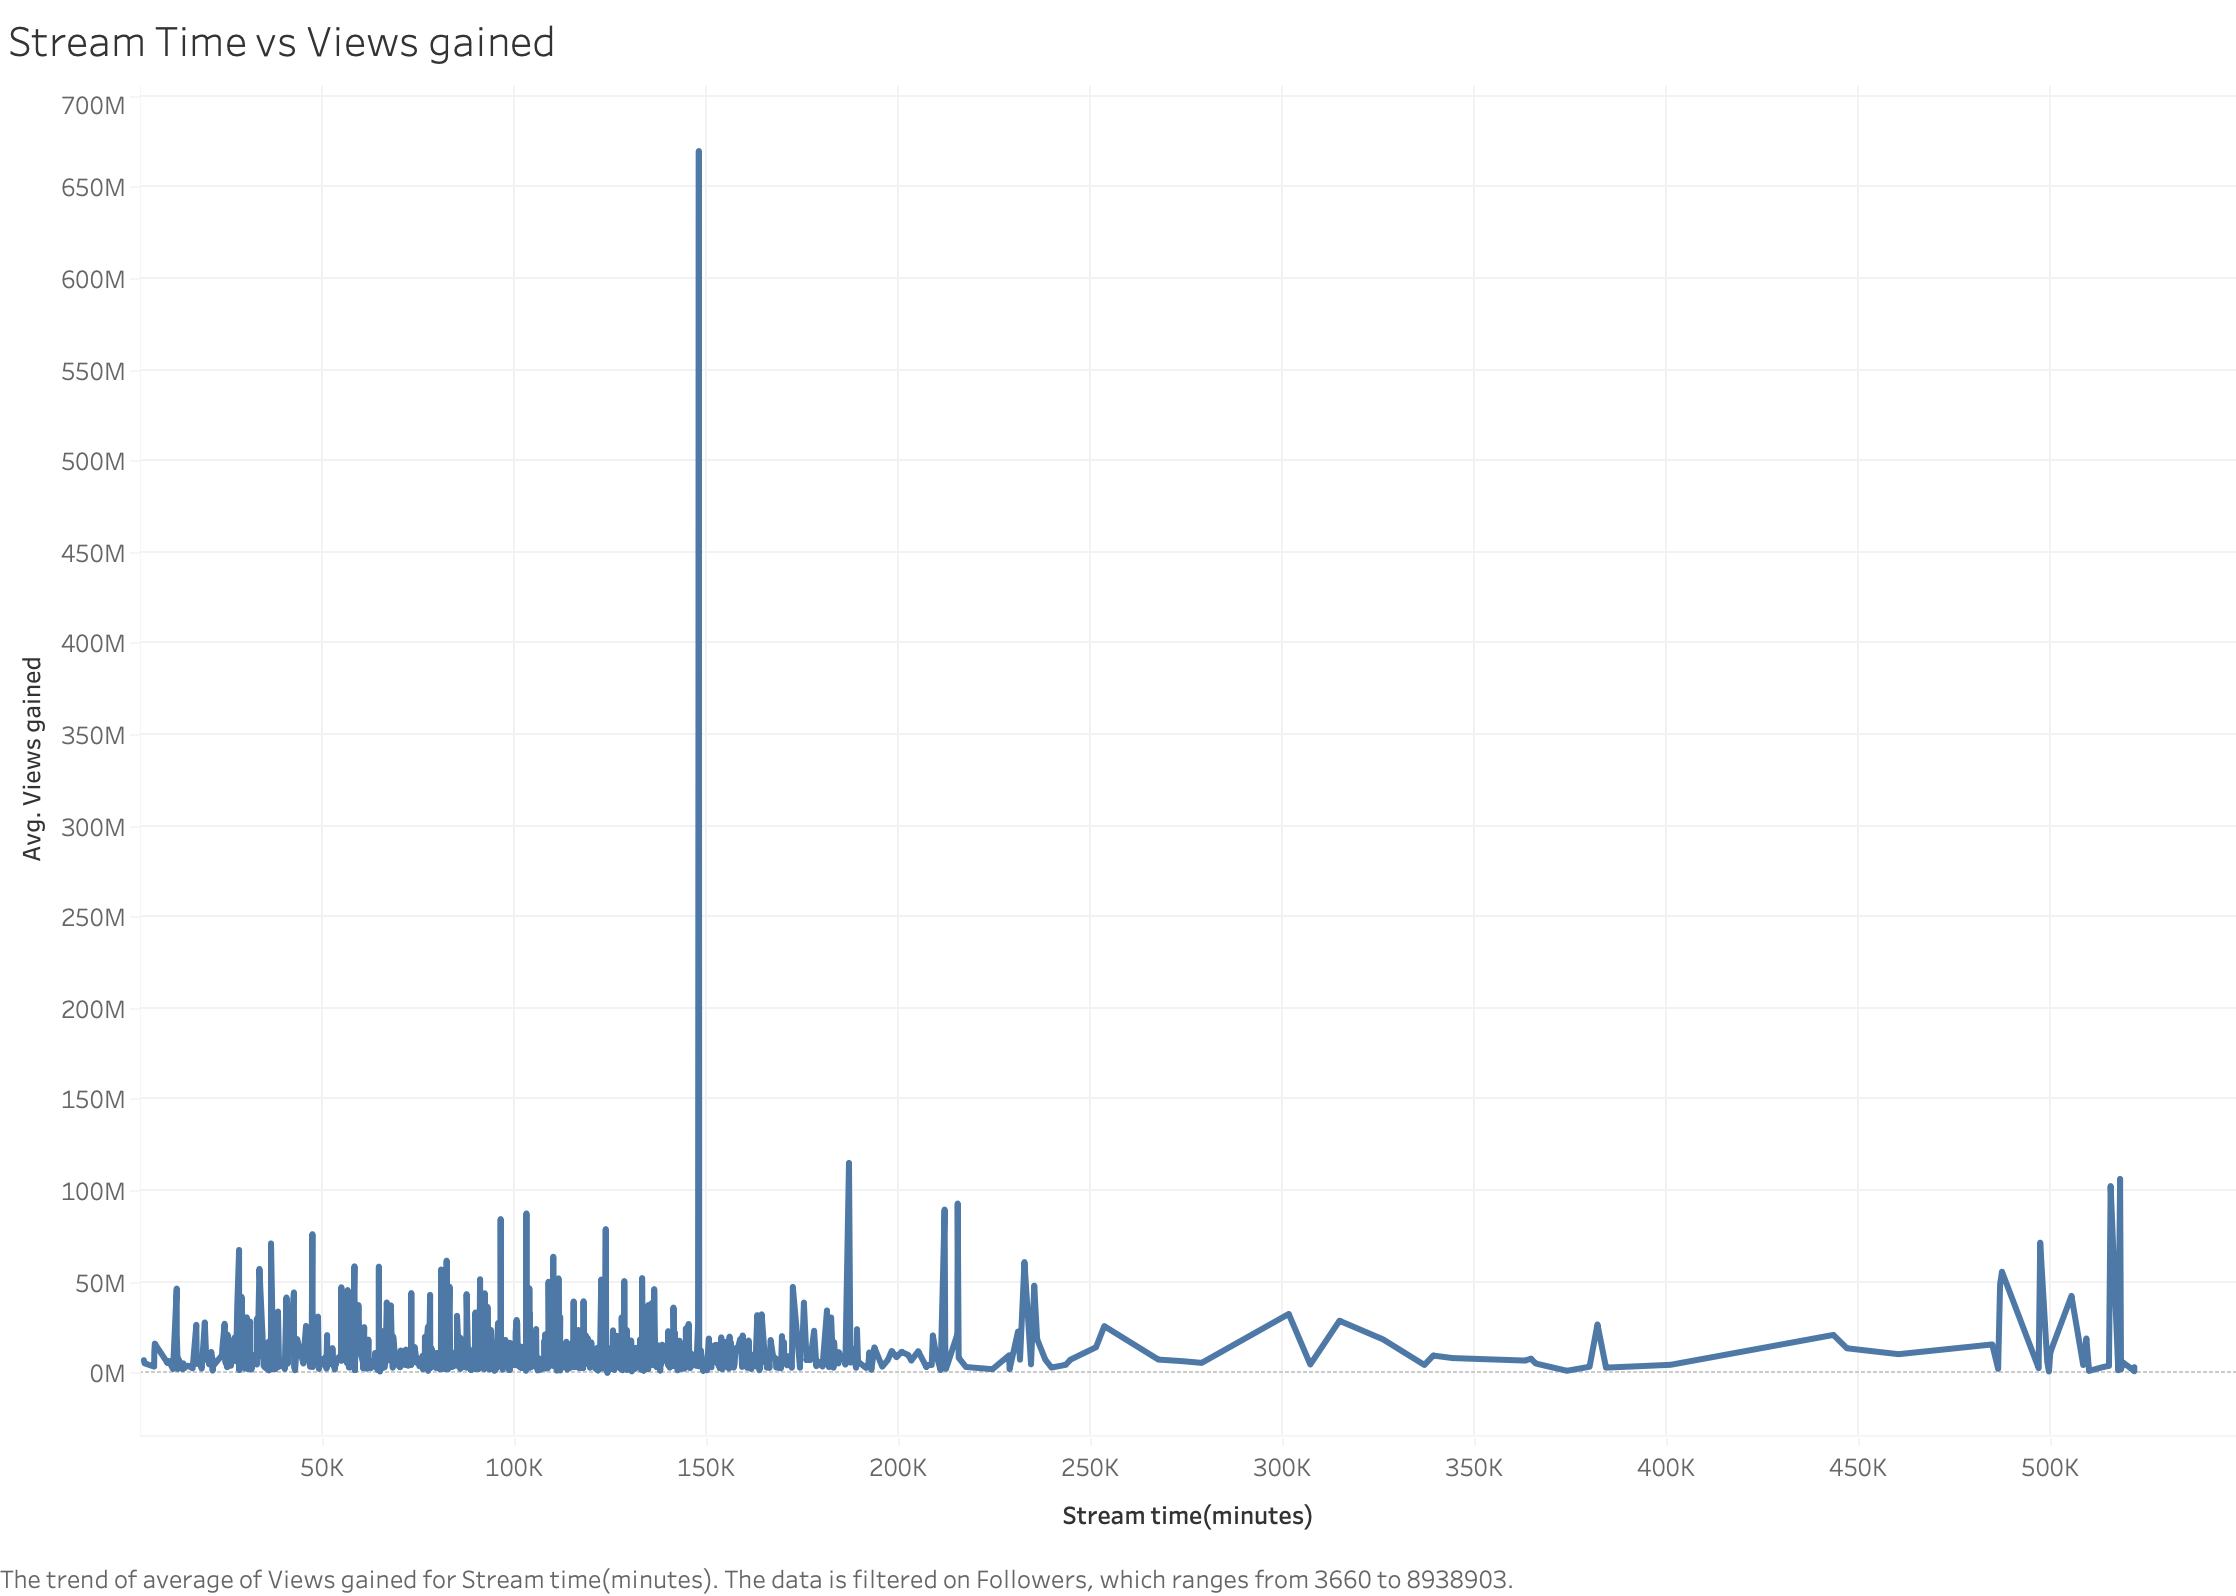 Stream Time vs Views gained
700M
650M
600M
550M
500M
450M
400M
350M
300M
250M
200M
150M
100M
50M
0M
Avg. Views gained
50K 100K 150K 200K 250K 300K 350K 400K 450K 500K
Stream time(minutes)
The trend of average of Views gained for Stream time(minutes). The data is filtered on Followers, which ranges from 3660 to 8938903.